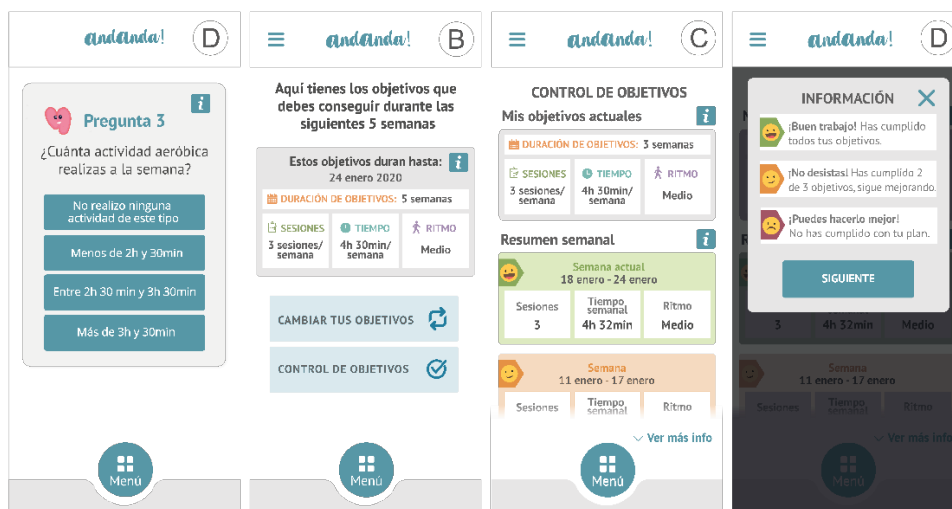 andanda!
D
Pregunta 3
¿Cuánta actividad aeróbica
realizas a la semana?
No realizo ninguna
actividad de este tipo
Menos de 2h y 30min
Entre 2h 30 min y 3h 30min
Más de 3h y 30min
Menú
andanda!
B
Aquí tienes los objetivos que
debes conseguir durante las
siguientes 5 semanas
Estos objetivos duran hasta:
24 enero 2020
DURACIÓN DE OBJETIVOS: 5 semanas
SESIONES TIEMPO RITMO
3 sesiones/ 4h 30min/ Medio
semana semana
CAMBIAR TUS OBJETIVOS
CONTROL DE OBJETIVOS
Menú
andanda!
C
CONTROL DE OBJETIVOS
Mis objetivos actuales
DURACIÓN DE OBJETIVOS: 3 semanas
SESIONES TIEMPO RITMO
3 sesiones/ 4h 30min/ Medio
semana semana
Resumen semanal
Semana actual
18 enero - 24 enero
Sesiones Tiempo semanal Ritmo
3 4h 32min Medio
Semana
11 enero - 17 enero
Sesiones Tiempo semanal Ritmo
Ver más info
Menú
andanda!
D
INFORMACIÓN
¡Buen trabajo! Has cumplido
todos tus objetivos.
¡No desistas! Has cumplido 2
de 3 objetivos, sigue mejorando.
¡Puedes hacerlo mejor!
No has cumplido con tu plan.
SIGUIENTE
3 4h 32min Medio
Semana
11 enero - 17 enero
Sesiones Tiempo semanal Ritmo
Ver más info
Menú